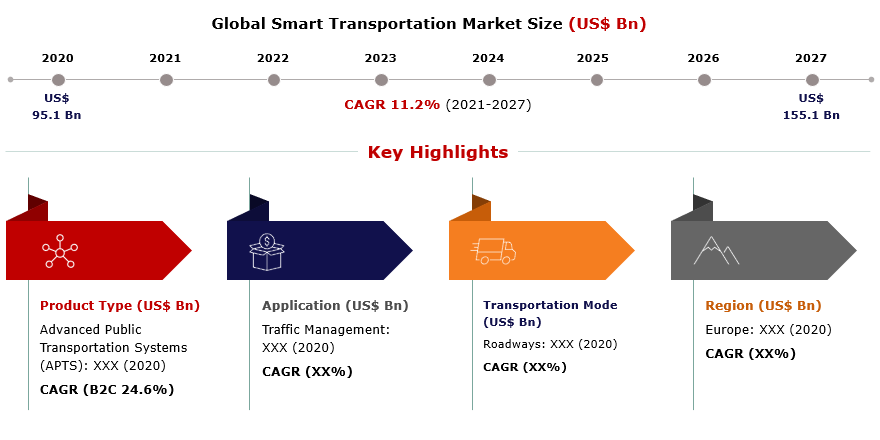 Global Smart Transportation Market Size (US$ Bn)
2020 2021 2022 2023 2024 2025 2026 2027
US$
95.1 Bn
CAGR 11.2% (2021-2027)
US$
155.1 Bn
Key Highlights
$
Product Type (US$ Bn)
Advanced Public
Transportation Systems
(APTS): XXX (2020)
CAGR (B2C 24.6%)
Application (US$ Bn)
Traffic Management:
XXX (2020)
CAGR (XX%)
Transportation Mode
(US$ Bn)
Roadways: XXX (2020)
CAGR (XX%)
Region (US$ Bn)
Europe: XXX (2020)
CAGR (XX%)